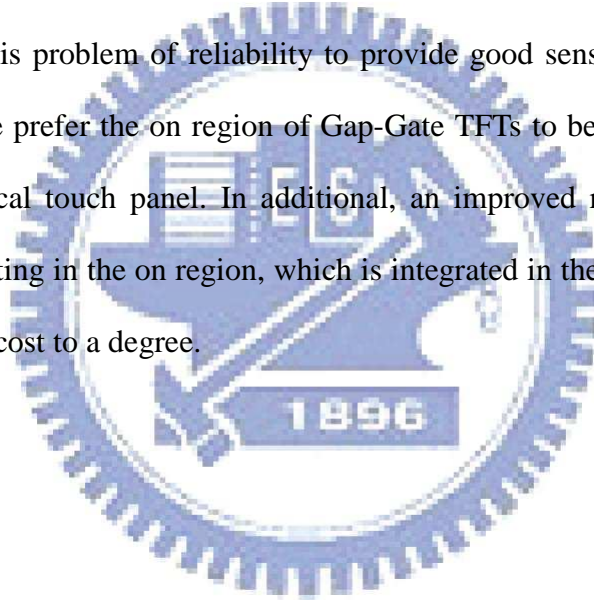 is problem of reliability to provide good sens
e prefer the on region of Gap-Gate TFTs to be
cal touch panel. In additional, an improved
ting in the on region, which is integrated in the
cost to a degree.
E S
1896